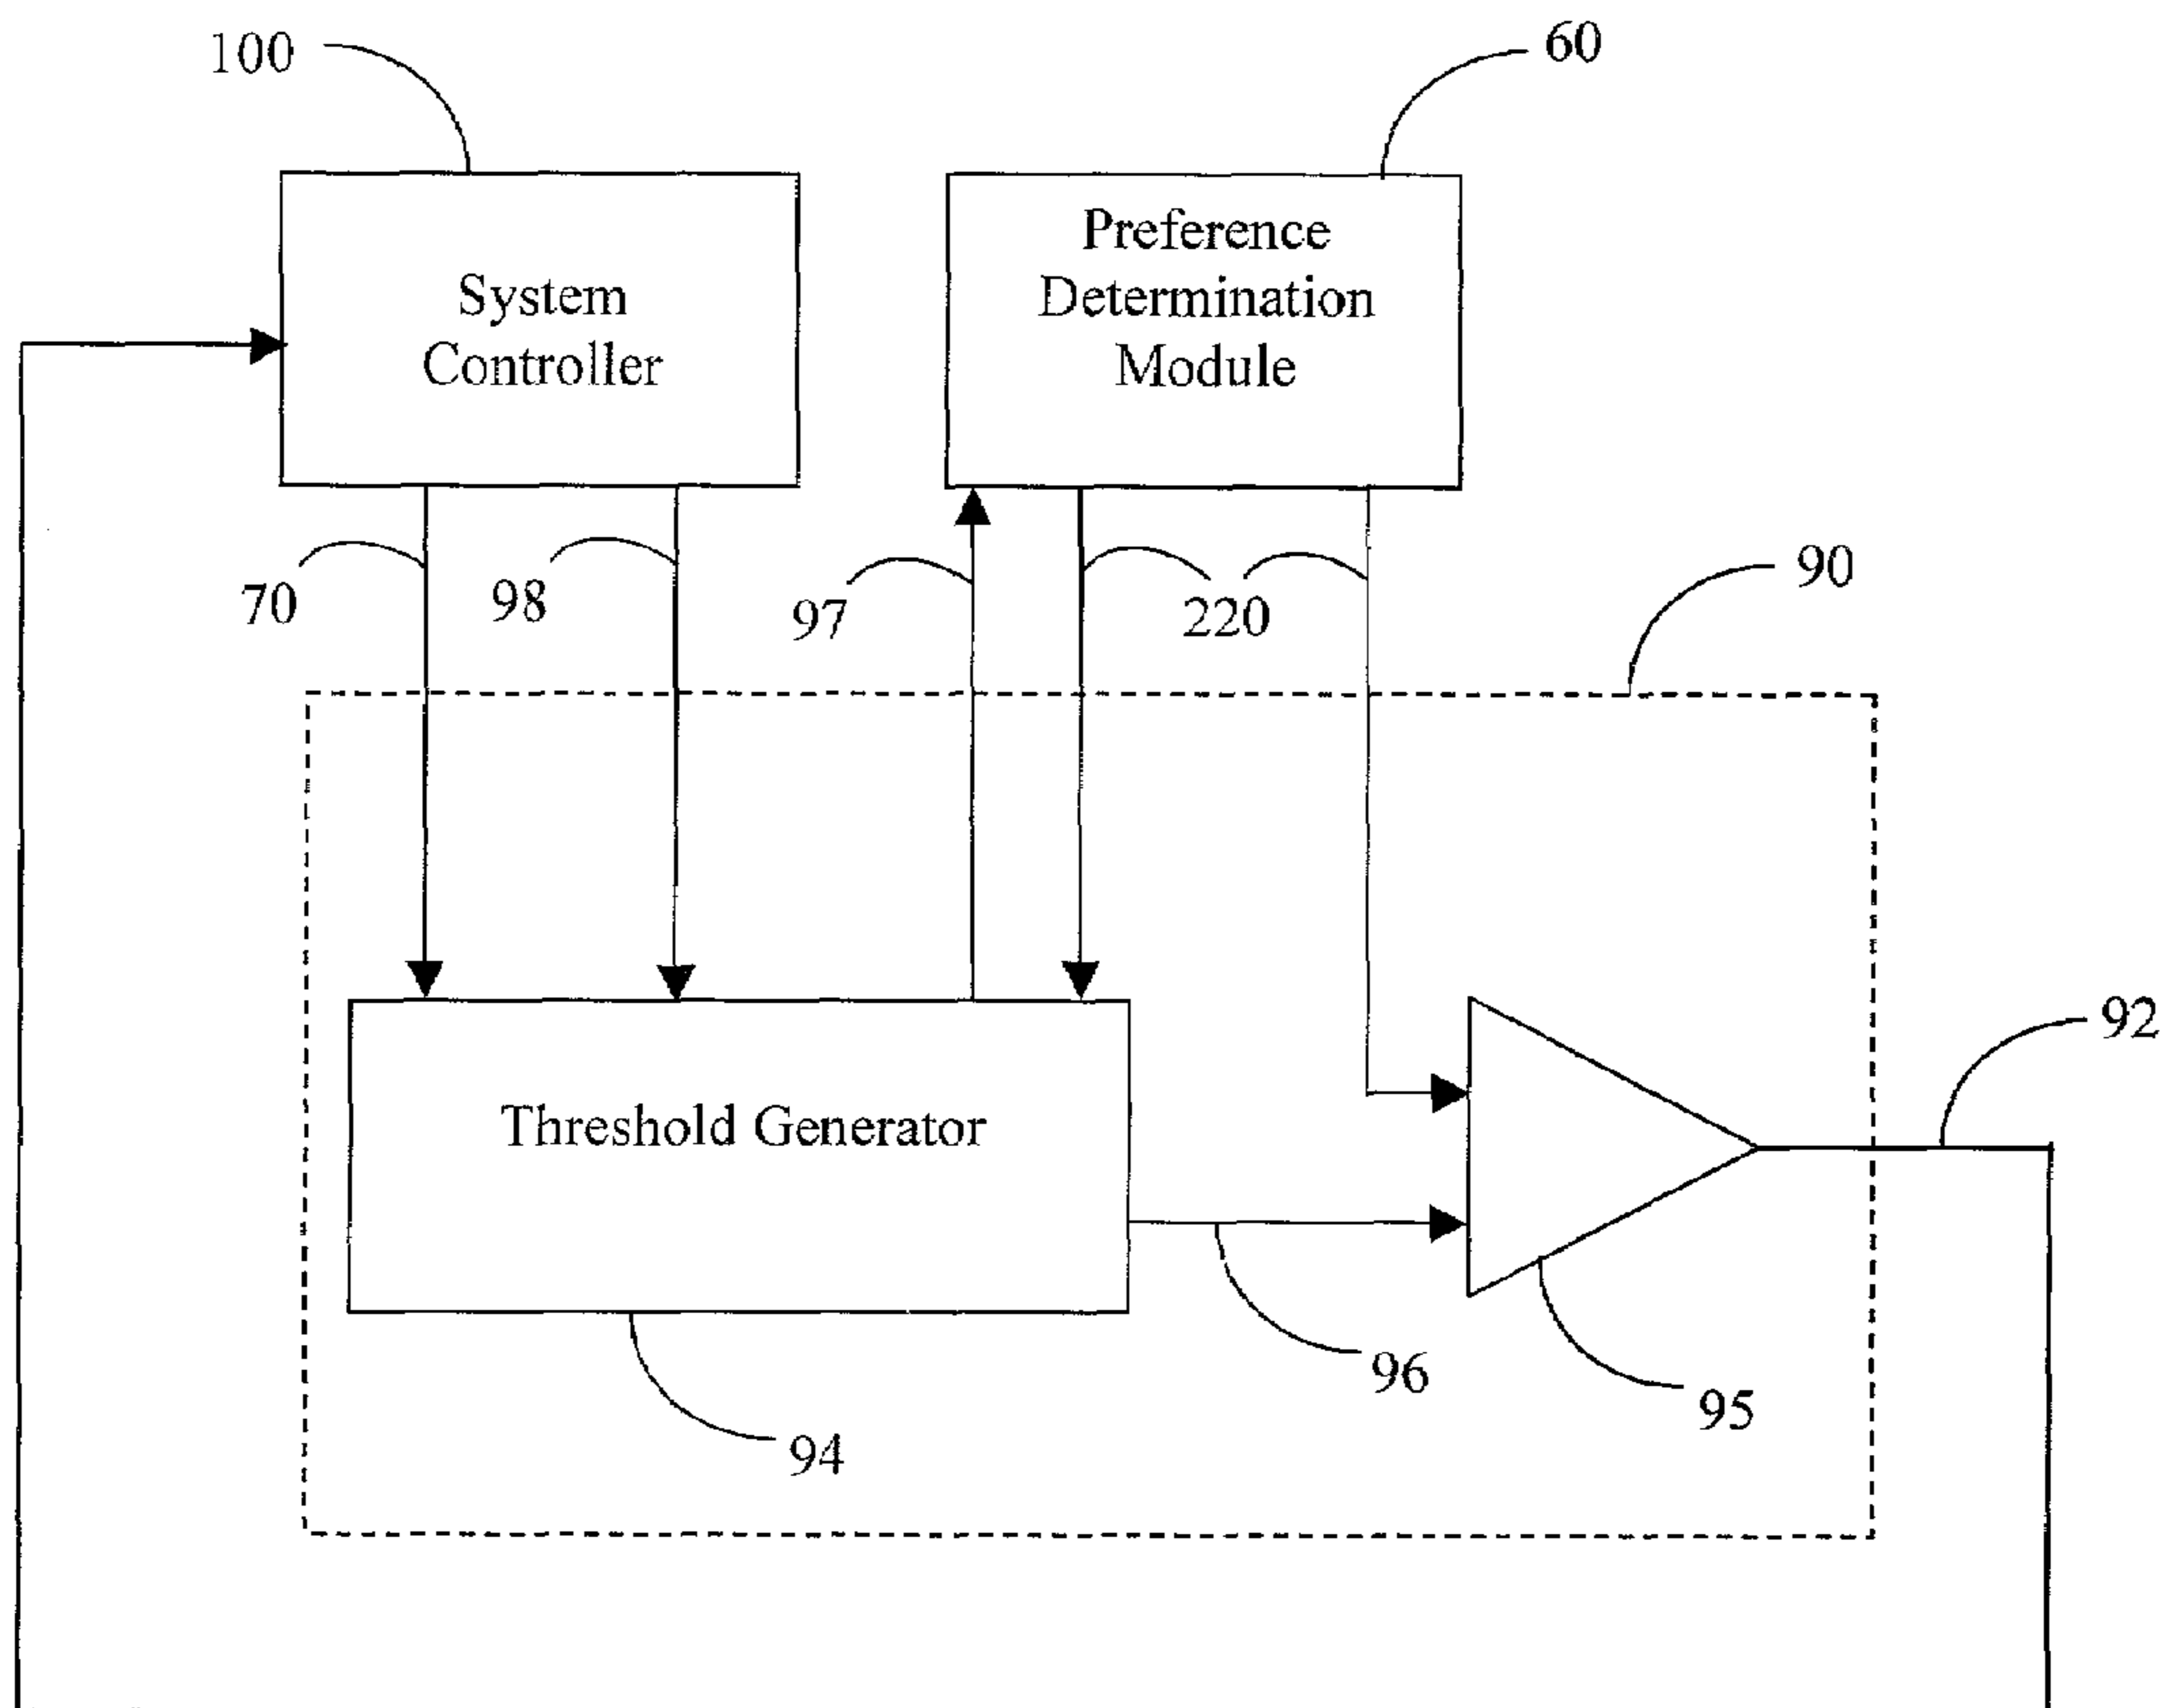 100
60
System
Controller
Preference
Determination
Module
70
98
97
220
90
Threshold Generator
92
96
95
94